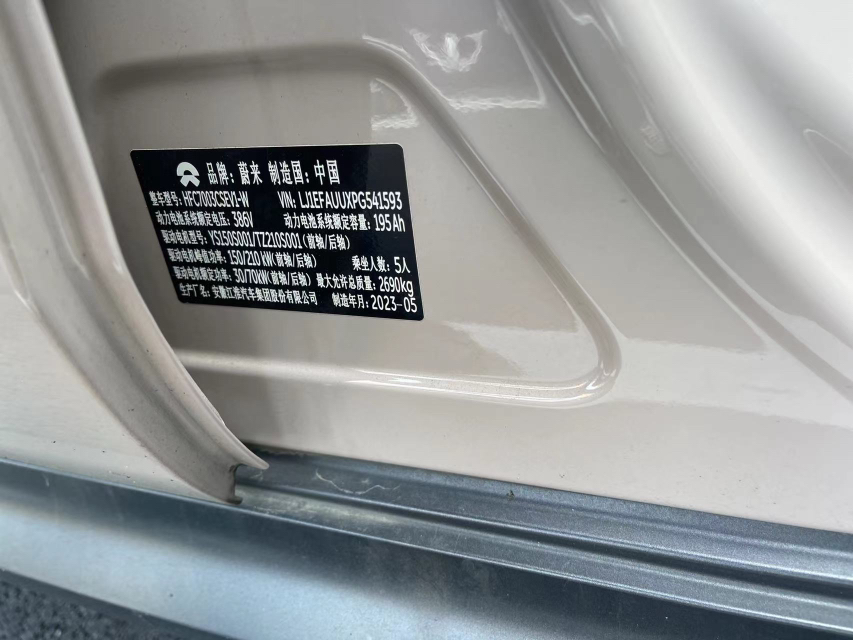 品牌: 蔚来 制造国: 中国
整车型号: HFC7003CSEV1-W VIN: LJ1EFAUUXPG541593
动力电池系统额定电压: 386V 动力电池系统额定容量: 195Ah
驱动电机型号: YS150S001/TZ210S001(前轴/后轴)
驱动电机峰值功率: 150/210kW(前轴/后轴) 乘坐人数: 5人
驱动电机额定功率: 30/70kW(前轴/后轴) 最大允许总质量: 2690kg
生产厂名: 安徽江淮汽车集团股份有限公司 制造年月: 2023-05